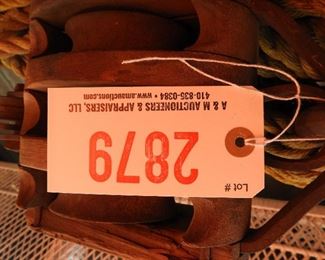 Lot #
2879
A & M AUCTIONEERS & APPRAISERS, LLC
410-835-0384 • www.amauctions.com